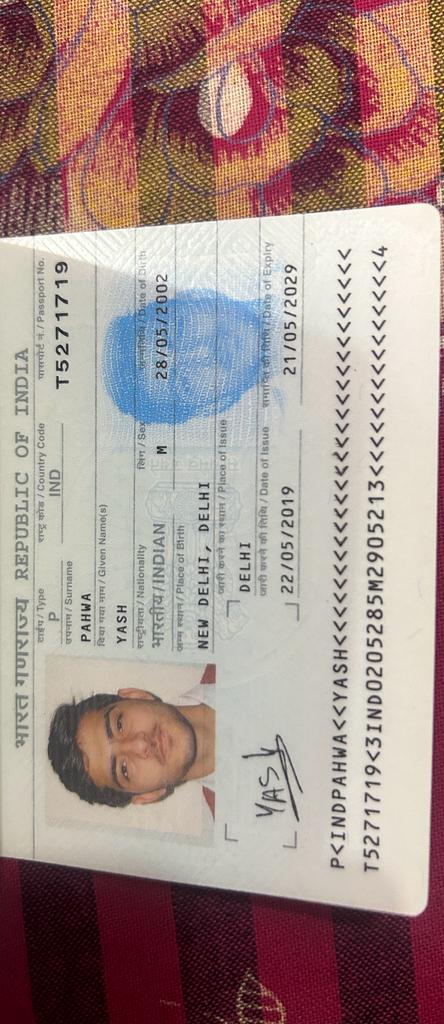 भारत गणराज्य REPUBLIC OF INDIA
टाईप / Type
राष्ट्र कोड / Country Code
पासपोर्ट नं. / Passport No.
P
IND
T5271719
उपनाम / Surname
PAHWA
दिया गया नाम / Given Name(s)
YASH
राष्ट्रीयता / Nationality
लिंग / Sex
जन्मतिथि / Date of Birth
भारतीय/INDIAN
M
28/05/2002
जन्म स्थान / Place of Birth
NEW DELHI, DELHI
जारी करने का स्थान / Place of Issue
DELHI
जारी करने की तिथि / Date of Issue
समाप्ति की तिथि / Date of Expiry
22/05/2019
21/05/2029
YASH
P<INDPAHWA<<YASH<<<<<<<<<<<<<<<<<<<<<<<<<<<<
T5271719<3IND0205285M2905213<<<<<<<<<<<<<<<4